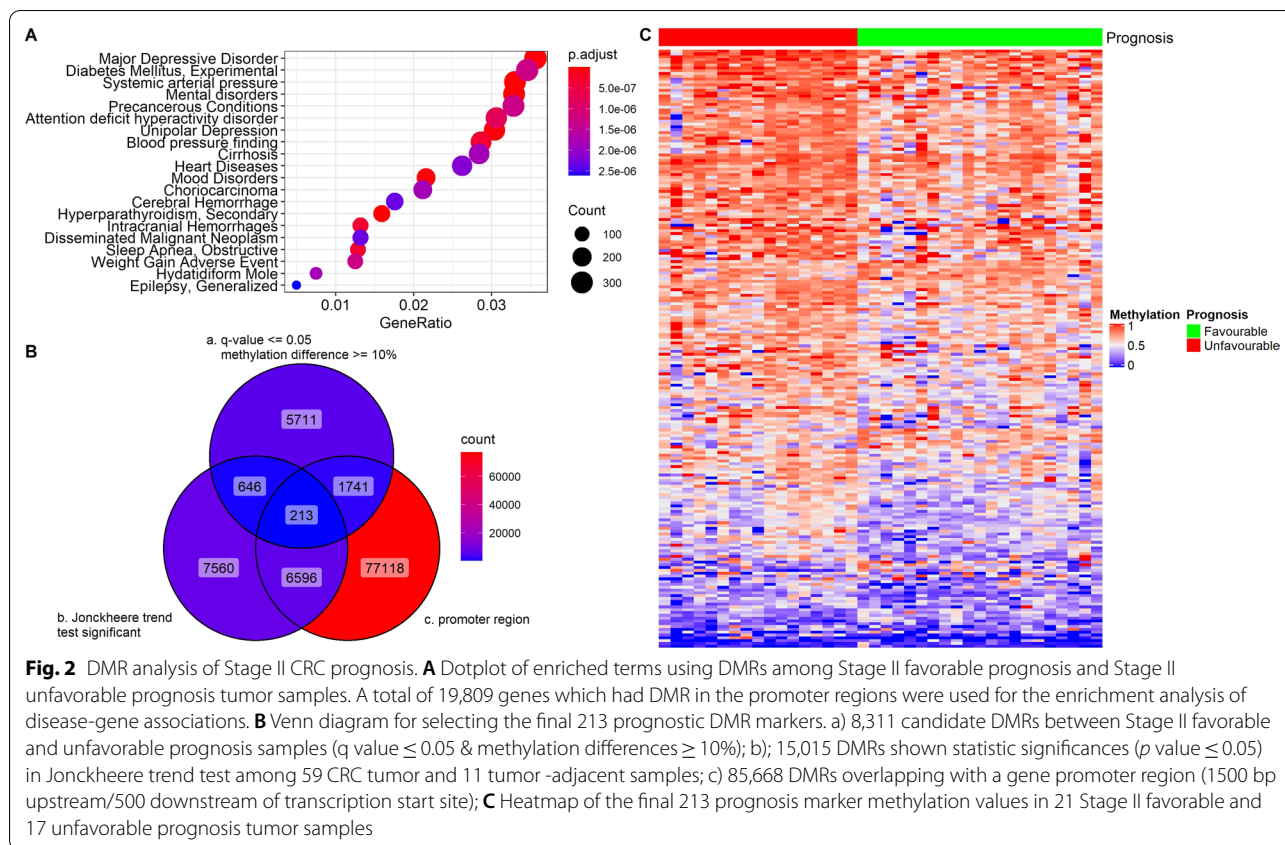 A
Major Depressive Disorder
Diabetes Mellitus, Experimental
Systemic arterial pressure
Mental disorders
Precancerous Conditions
Attention deficit hyperactivity disorder
Unipolar Depression
Blood pressure finding
Cirrhosis
Heart Diseases
Mood Disorders
Choriocarcinoma
Cerebral Hemorrhage
Hyperparathyroidism, Secondary
Intracranial Hemorrhages
Disseminated Malignant Neoplasm
Sleep Apnea, Obstructive
Weight Gain Adverse Event
Hydatidiform Mole
Epilepsy, Generalized
0.01 0.02 0.03
GeneRatio
p.adjust
5.0e-07
1.0e-06
1.5e-06
2.0e-06
2.5e-06
Count
100
200
300
B
a. q-value <= 0.05
methylation difference >= 10%
5711
646
1741
213
7560
6596
77118
b. Jonckheere trend
test significant
c. promoter region
count
60000
40000
20000
C
Prognosis
Methylation
1
0.5
0
Prognosis
Favourable
Unfavourable
Fig. 2 DMR analysis of Stage II CRC prognosis. A Dotplot of enriched terms using DMRs among Stage II favorable prognosis and Stage II
unfavorable prognosis tumor samples. A total of 19,809 genes which had DMR in the promoter regions were used for the enrichment analysis of
disease-gene associations. B Venn diagram for selecting the final 213 prognostic DMR markers. a) 8,311 candidate DMRs between Stage II favorable
and unfavorable prognosis samples (q value ≤ 0.05 & methylation differences ≥ 10%); b); 15,015 DMRs shown statistic significances (p value ≤ 0.05)
in Jonckheere trend test among 59 CRC tumor and 11 tumor -adjacent samples; c) 85,668 DMRs overlapping with a gene promoter region (1500 bp
upstream/500 downstream of transcription start site); C Heatmap of the final 213 prognosis marker methylation values in 21 Stage II favorable and
17 unfavorable prognosis tumor samples